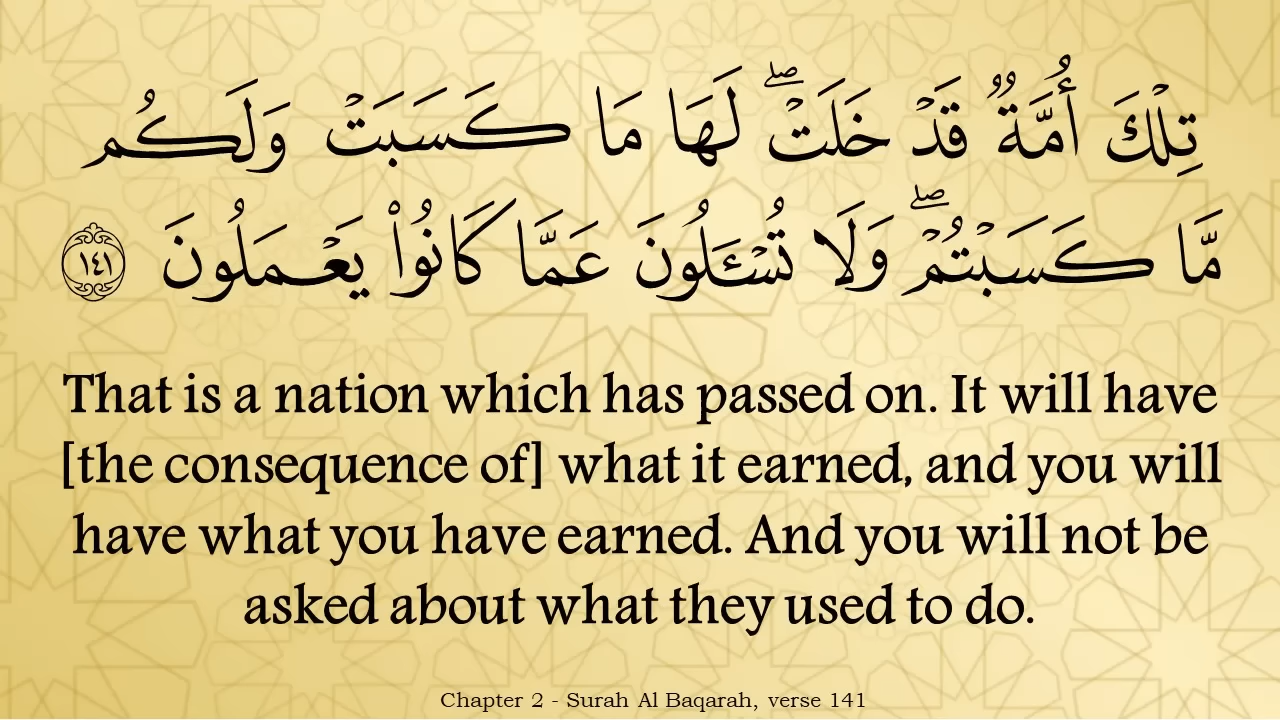 تِلْكَ أُمَّةٌ قَدْ خَلَتْ ۖ لَهَا مَا كَسَبَتْ وَلَكُم
مَّا كَسَبْتُمْ ۖ وَلَا تُسْـَٔلُونَ عَمَّا كَانُوا۟ يَعْمَلُونَ ١٤١
That is a nation which has passed on. It will have
[the consequence of] what it earned, and you will
have what you have earned. And you will not be
asked about what they used to do.
Chapter 2 - Surah Al Baqarah, verse 141